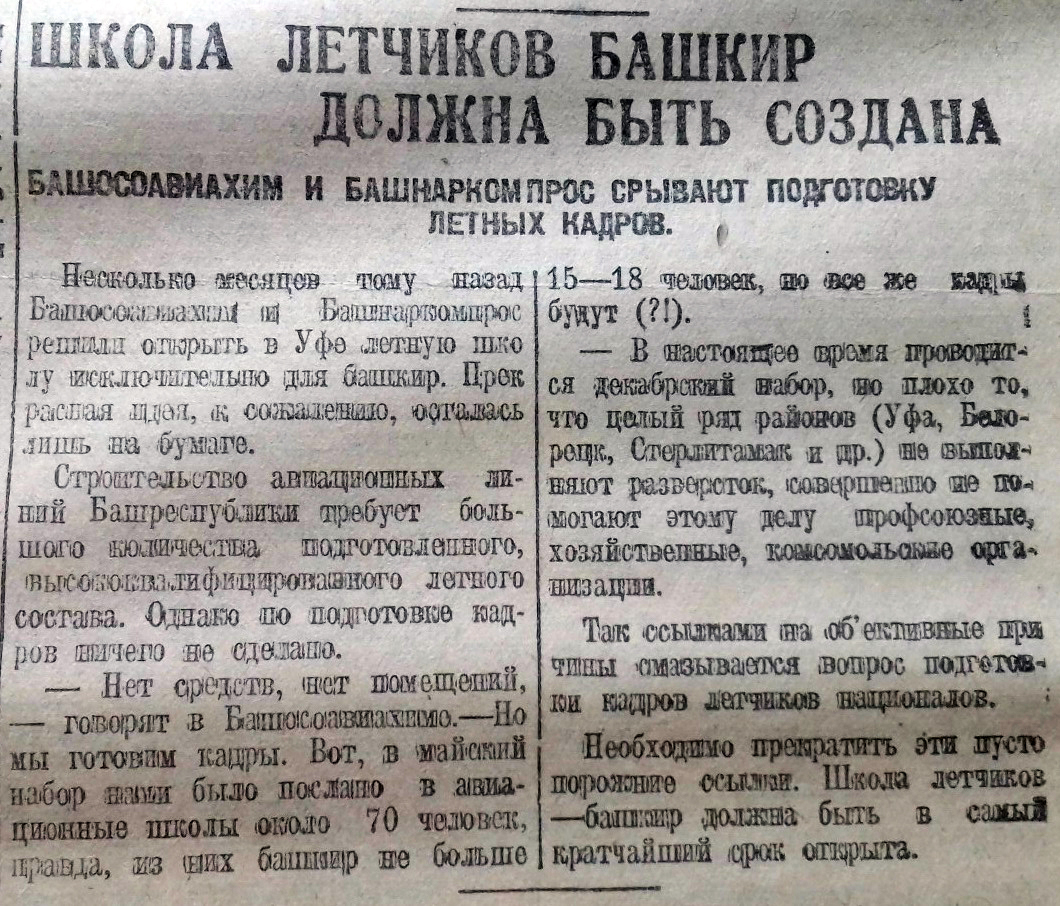 ШКОЛА ЛЕТЧИКОВ БАШКИР
ДОЛЖНА БЫТЬ СОЗДАНА
БАШОСОАВИАХИМ И БАШНАРКОМПРОС СРЫВАЮТ ПОДГОТОВКУ
ЛЕТНЫХ КАДРОВ.
Несколько месяцев тому назад
Башосоавиахим и Башнаркомпрос
решили открыть в Уфе летную шко
лу исключительно для башкир. Прек
расная идея, к сожалению, осталась
лишь на бумаге.
Строительство авиационных ли-
ний Башреспублики требует боль-
шого количества подготовленного,
высококвалифицированного летного
состава. Однако по подготовке кад-
ров ничего не сделано.
— Нет средств, нет помещений,
— говорят в Башосоавиахиме.—Но
мы готовим кадры. Вот, в майский
набор нами было послано в авиа-
ционные школы около 70 человек,
правда, из них башкир не больше
15—18 человек, но все же кадры
будут (?!).
— В настоящее время проводит-
ся декабрский набор, но плохо то,
что целый ряд районов (Уфа, Бело-
рецк, Стерлитамак и др.) не выпол-
няют разверсток, совершенно не по-
могают этому делу профсоюзные,
хозяйственные, комсомольские орга-
низации.
Так ссылками на об'ективные при
чины смазывается вопрос подготов-
ки кадров летчиков националов.
Необходимо прекратить эти пусто
порожние ссылки. Школа летчиков
—башкир должна быть в самый
кратчайший срок открыта.